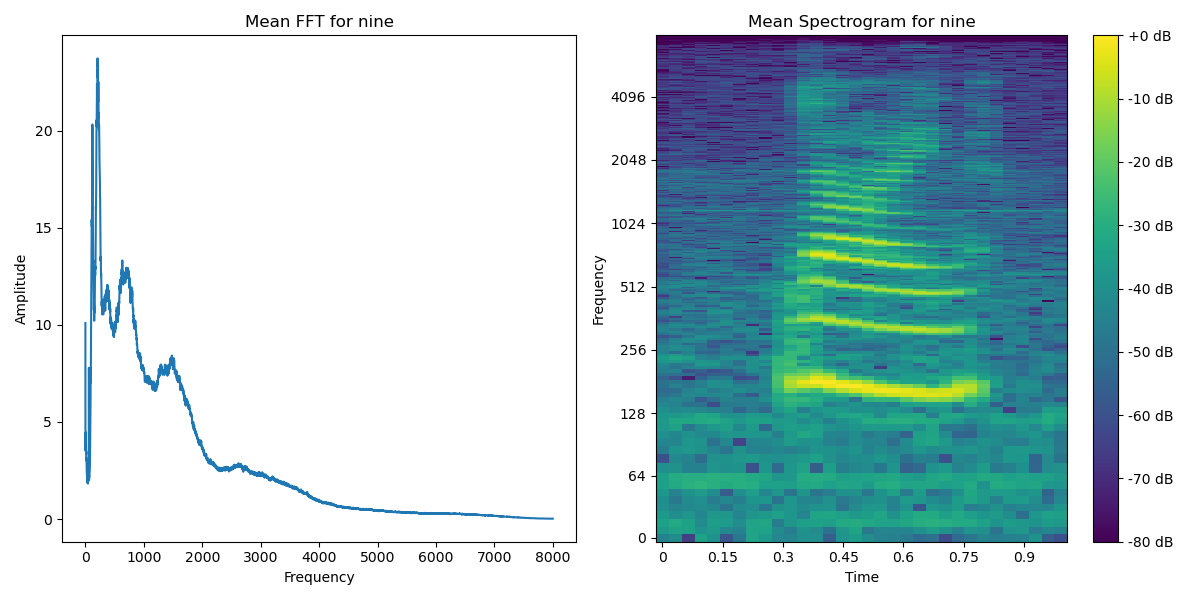 Mean FFT for nine
Amplitude
20
15
10
5
0
0 1000 2000 3000 4000 5000 6000 7000 8000
Frequency
Mean Spectrogram for nine
Frequency
4096
2048
1024
512
256
128
64
0
0 0.15 0.3 0.45 0.6 0.75 0.9
Time
+0 dB
-10 dB
-20 dB
-30 dB
-40 dB
-50 dB
-60 dB
-70 dB
-80 dB